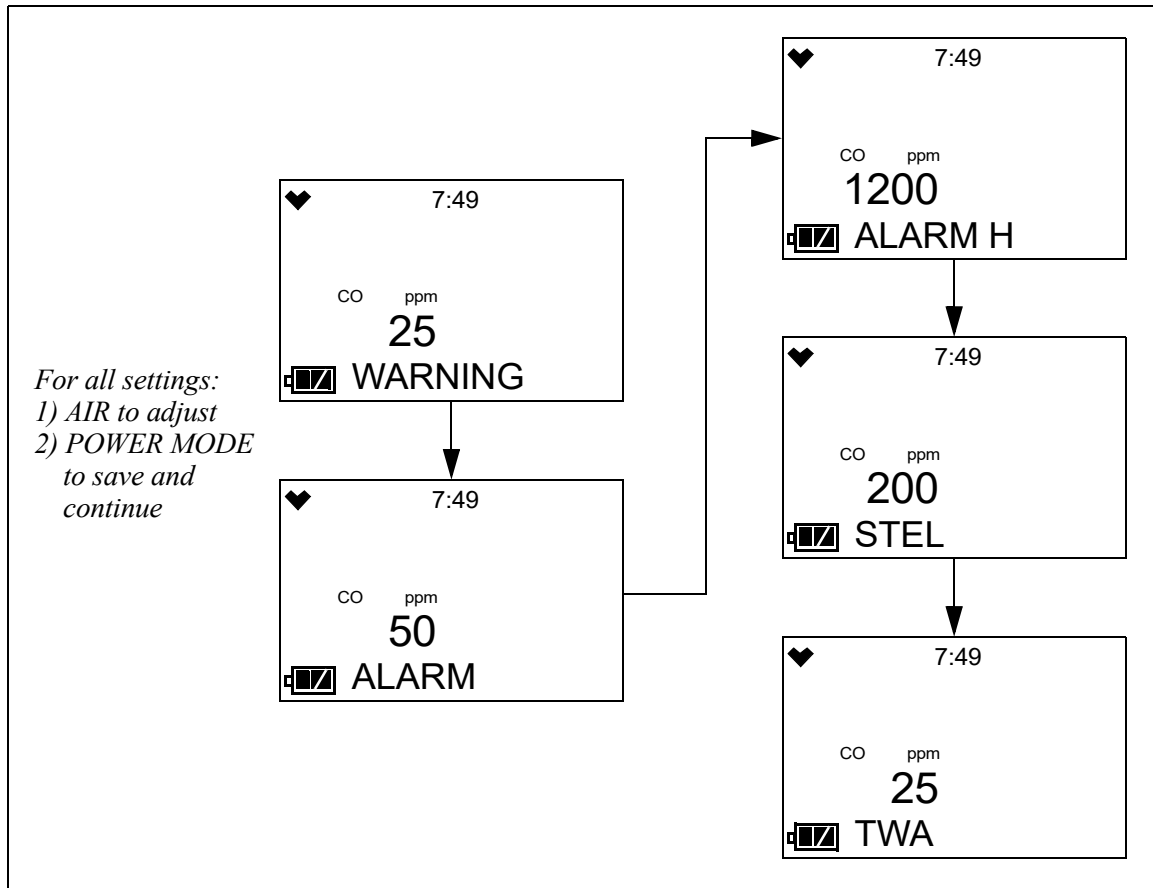 For all settings:
1) AIR to adjust
2) POWER MODE
to save and
continue
7:49
CO ppm
25
WARNING
7:49
CO ppm
50
ALARM
7:49
CO ppm
1200
ALARM H
7:49
CO ppm
200
STEL
7:49
CO ppm
25
TWA